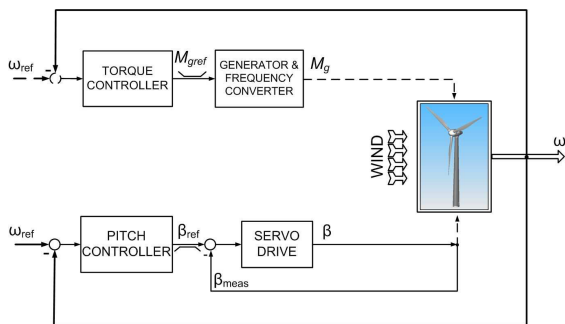 ω_ref
-
TORQUE
CONTROLLER
M_gref
GENERATOR &
FREQUENCY
CONVERTER
M_g
WIND
ω
ω_ref
-
PITCH
CONTROLLER
β_ref
-
SERVO
DRIVE
β
β_meas